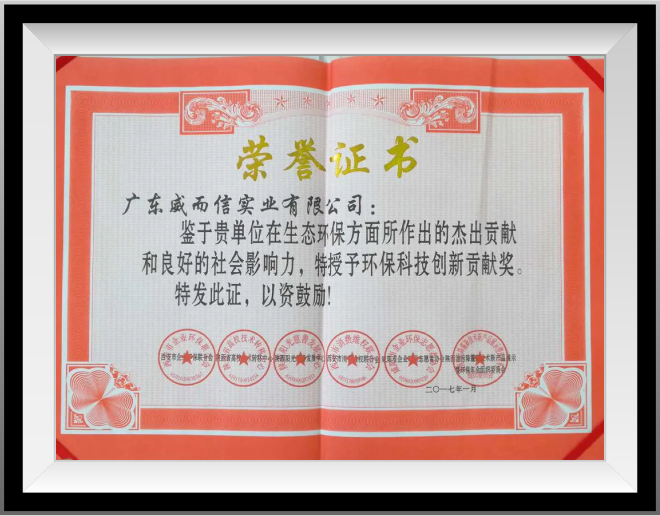 荣誉证书
广东威而信实业有限公司：
鉴于贵单位在生态环保方面所作出的杰出贡献
和良好的社会影响力，特授予环保科技创新贡献奖。
特发此证，以资鼓励！
二〇一七年一月